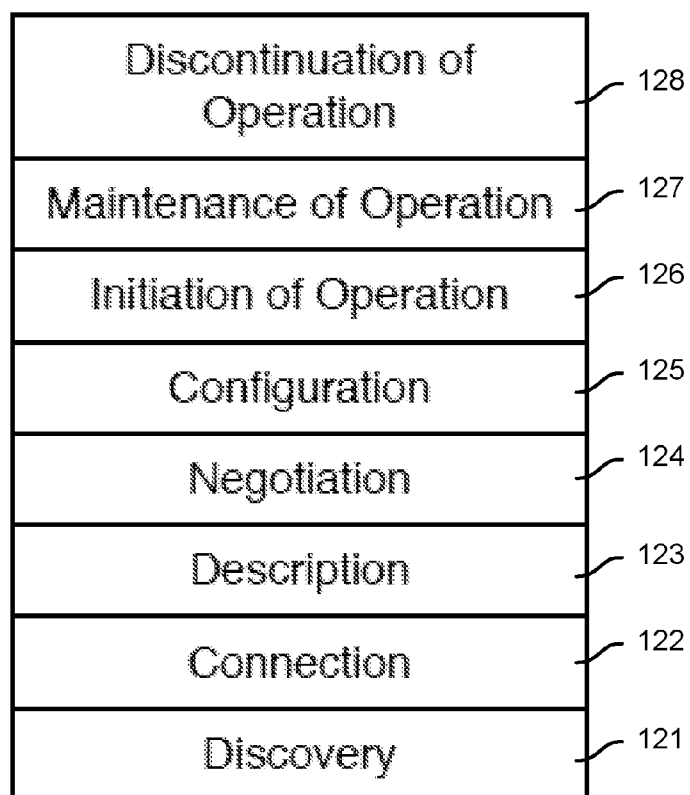 Discontinuation of
Operation
128
Maintenance of Operation
127
Initiation of Operation
126
Configuration
125
Negotiation
124
Description
123
Connection
122
Discovery
121